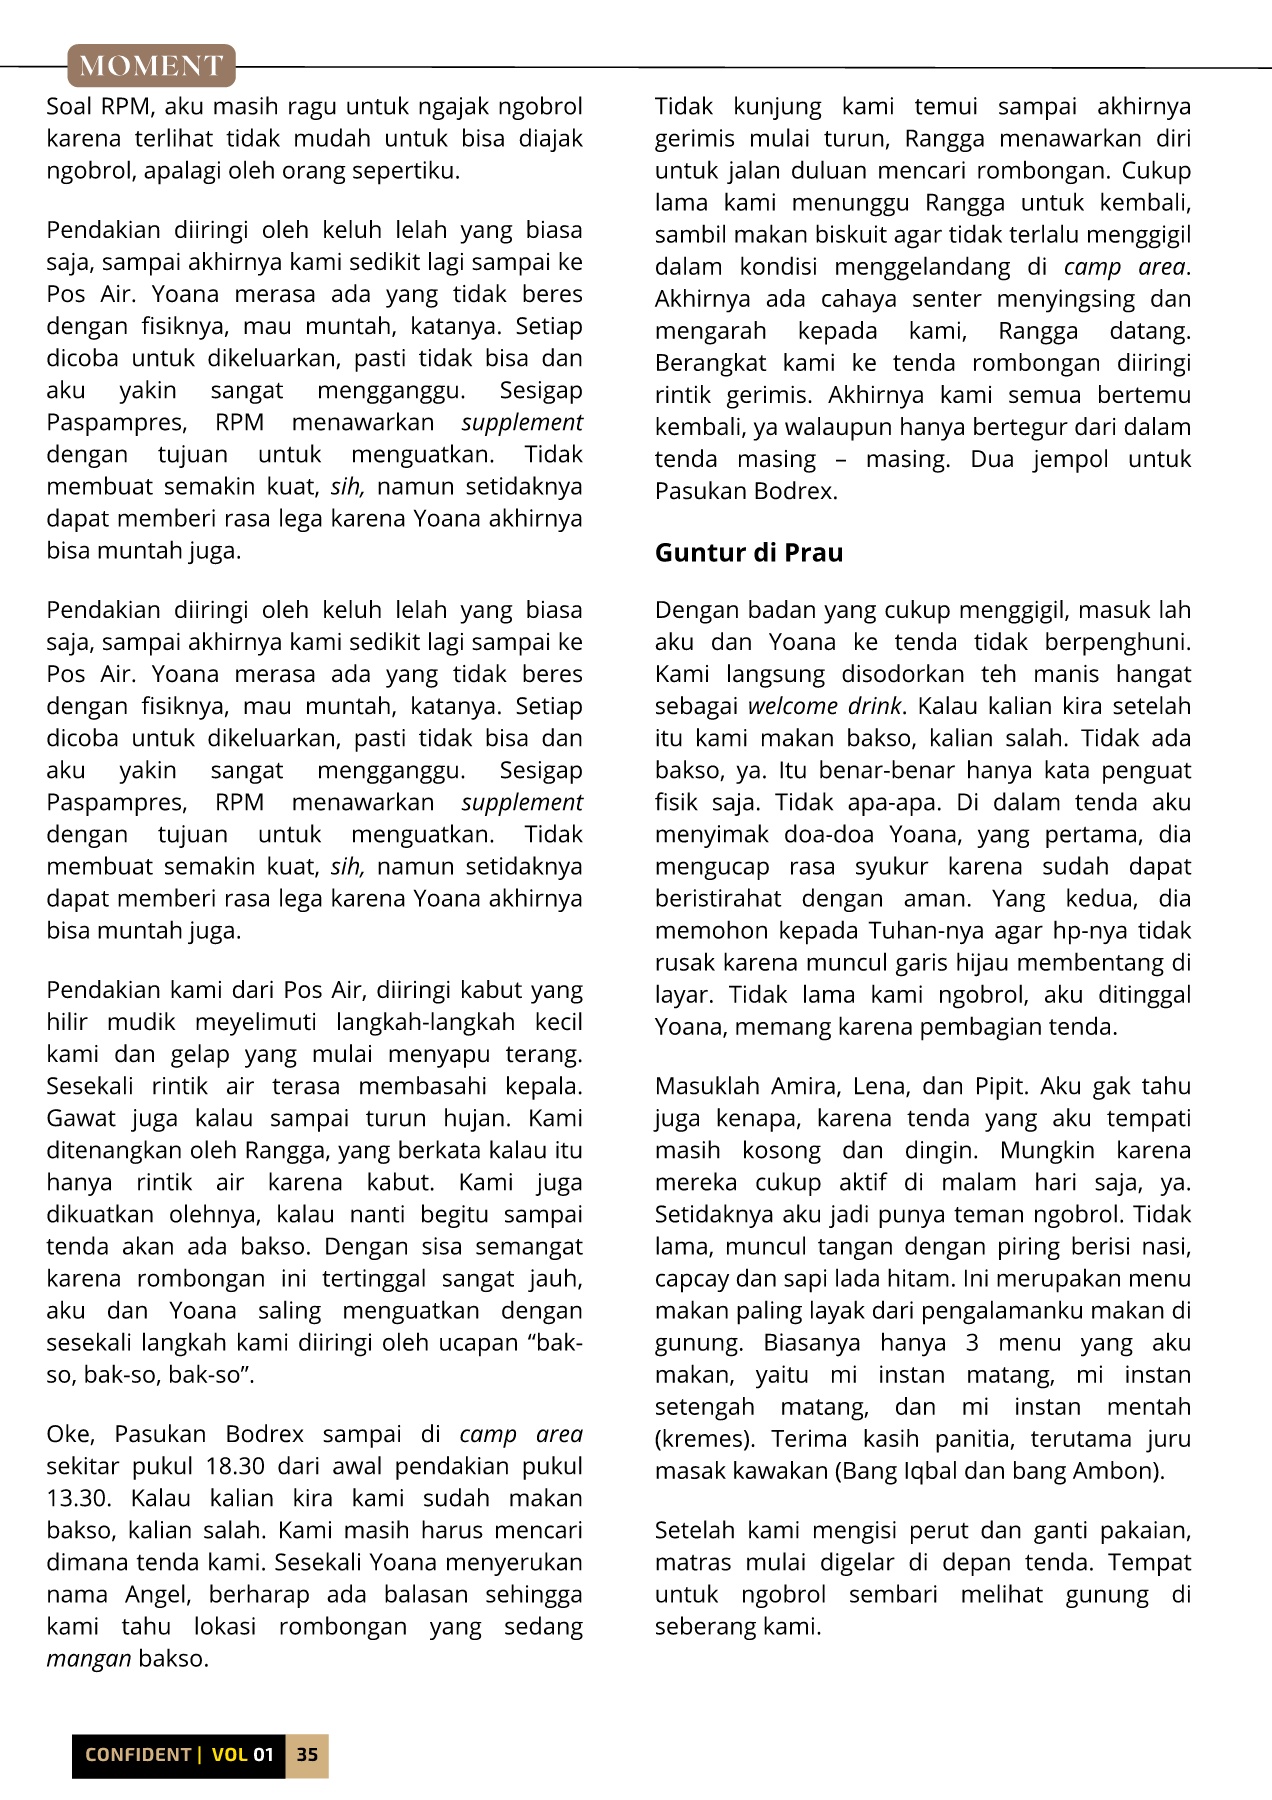 MOMENT
Soal RPM, aku masih ragu untuk ngajak ngobrol
karena terlihat tidak mudah untuk bisa diajak
ngobrol, apalagi oleh orang sepertiku.
Pendakian diiringi oleh keluh lelah yang biasa
saja, sampai akhirnya kami sedikit lagi sampai ke
Pos Air. Yoana merasa ada yang tidak beres
dengan fisiknya, mau muntah, katanya. Setiap
dicoba untuk dikeluarkan, pasti tidak bisa dan
aku yakin sangat mengganggu. Sesigap
Paspampres, RPM menawarkan supplement
dengan tujuan untuk menguatkan. Tidak
membuat semakin kuat, sih, namun setidaknya
dapat memberi rasa lega karena Yoana akhirnya
bisa muntah juga.
Pendakian diiringi oleh keluh lelah yang biasa
saja, sampai akhirnya kami sedikit lagi sampai ke
Pos Air. Yoana merasa ada yang tidak beres
dengan fisiknya, mau muntah, katanya. Setiap
dicoba untuk dikeluarkan, pasti tidak bisa dan
aku yakin sangat mengganggu. Sesigap
Paspampres, RPM menawarkan supplement
dengan tujuan untuk menguatkan. Tidak
membuat semakin kuat, sih, namun setidaknya
dapat memberi rasa lega karena Yoana akhirnya
bisa muntah juga.
Pendakian kami dari Pos Air, diiringi kabut yang
hilir mudik meyelimuti langkah-langkah kecil
kami dan gelap yang mulai menyapu terang.
Sesekali rintik air terasa membasahi kepala.
Gawat juga kalau sampai turun hujan. Kami
ditenangkan oleh Rangga, yang berkata kalau itu
hanya rintik air karena kabut. Kami juga
dikuatkan olehnya, kalau nanti begitu sampai
tenda akan ada bakso. Dengan sisa semangat
karena rombongan ini tertinggal sangat jauh,
aku dan Yoana saling menguatkan dengan
sesekali langkah kami diiringi oleh ucapan “bak-
so, bak-so, bak-so”.
Oke, Pasukan Bodrex sampai di camp area
sekitar pukul 18.30 dari awal pendakian pukul
13.30. Kalau kalian kira kami sudah makan
bakso, kalian salah. Kami masih harus mencari
dimana tenda kami. Sesekali Yoana menyerukan
nama Angel, berharap ada balasan sehingga
kami tahu lokasi rombongan yang sedang
mangan bakso.
Tidak kunjung kami temui sampai akhirnya
gerimis mulai turun, Rangga menawarkan diri
untuk jalan duluan mencari rombongan. Cukup
lama kami menunggu Rangga untuk kembali,
sambil makan biskuit agar tidak terlalu menggigil
dalam kondisi menggelandang di camp area.
Akhirnya ada cahaya senter menyingsing dan
mengarah kepada kami, Rangga datang.
Berangkat kami ke tenda rombongan diiringi
rintik gerimis. Akhirnya kami semua bertemu
kembali, ya walaupun hanya bertegur dari dalam
tenda masing – masing. Dua jempol untuk
Pasukan Bodrex.
Guntur di Prau
Dengan badan yang cukup menggigil, masuk lah
aku dan Yoana ke tenda tidak berpenghuni.
Kami langsung disodorkan teh manis hangat
sebagai welcome drink. Kalau kalian kira setelah
itu kami makan bakso, kalian salah. Tidak ada
bakso, ya. Itu benar-benar hanya kata penguat
fisik saja. Tidak apa-apa. Di dalam tenda aku
menyimak doa-doa Yoana, yang pertama, dia
mengucap rasa syukur karena sudah dapat
beristirahat dengan aman. Yang kedua, dia
memohon kepada Tuhan-nya agar hp-nya tidak
rusak karena muncul garis hijau membentang di
layar. Tidak lama kami ngobrol, aku ditinggal
Yoana, memang karena pembagian tenda.
Masuklah Amira, Lena, dan Pipit. Aku gak tahu
juga kenapa, karena tenda yang aku tempati
masih kosong dan dingin. Mungkin karena
mereka cukup aktif di malam hari saja, ya.
Setidaknya aku jadi punya teman ngobrol. Tidak
lama, muncul tangan dengan piring berisi nasi,
capcay dan sapi lada hitam. Ini merupakan menu
makan paling layak dari pengalamanku makan di
gunung. Biasanya hanya 3 menu yang aku
makan, yaitu mi instan matang, mi instan
setengah matang, dan mi instan mentah
(kremes). Terima kasih panitia, terutama juru
masak kawakan (Bang Iqbal dan bang Ambon).
Setelah kami mengisi perut dan ganti pakaian,
matras mulai digelar di depan tenda. Tempat
untuk ngobrol sembari melihat gunung di
seberang kami.
CONFIDENT | VOL 01 35